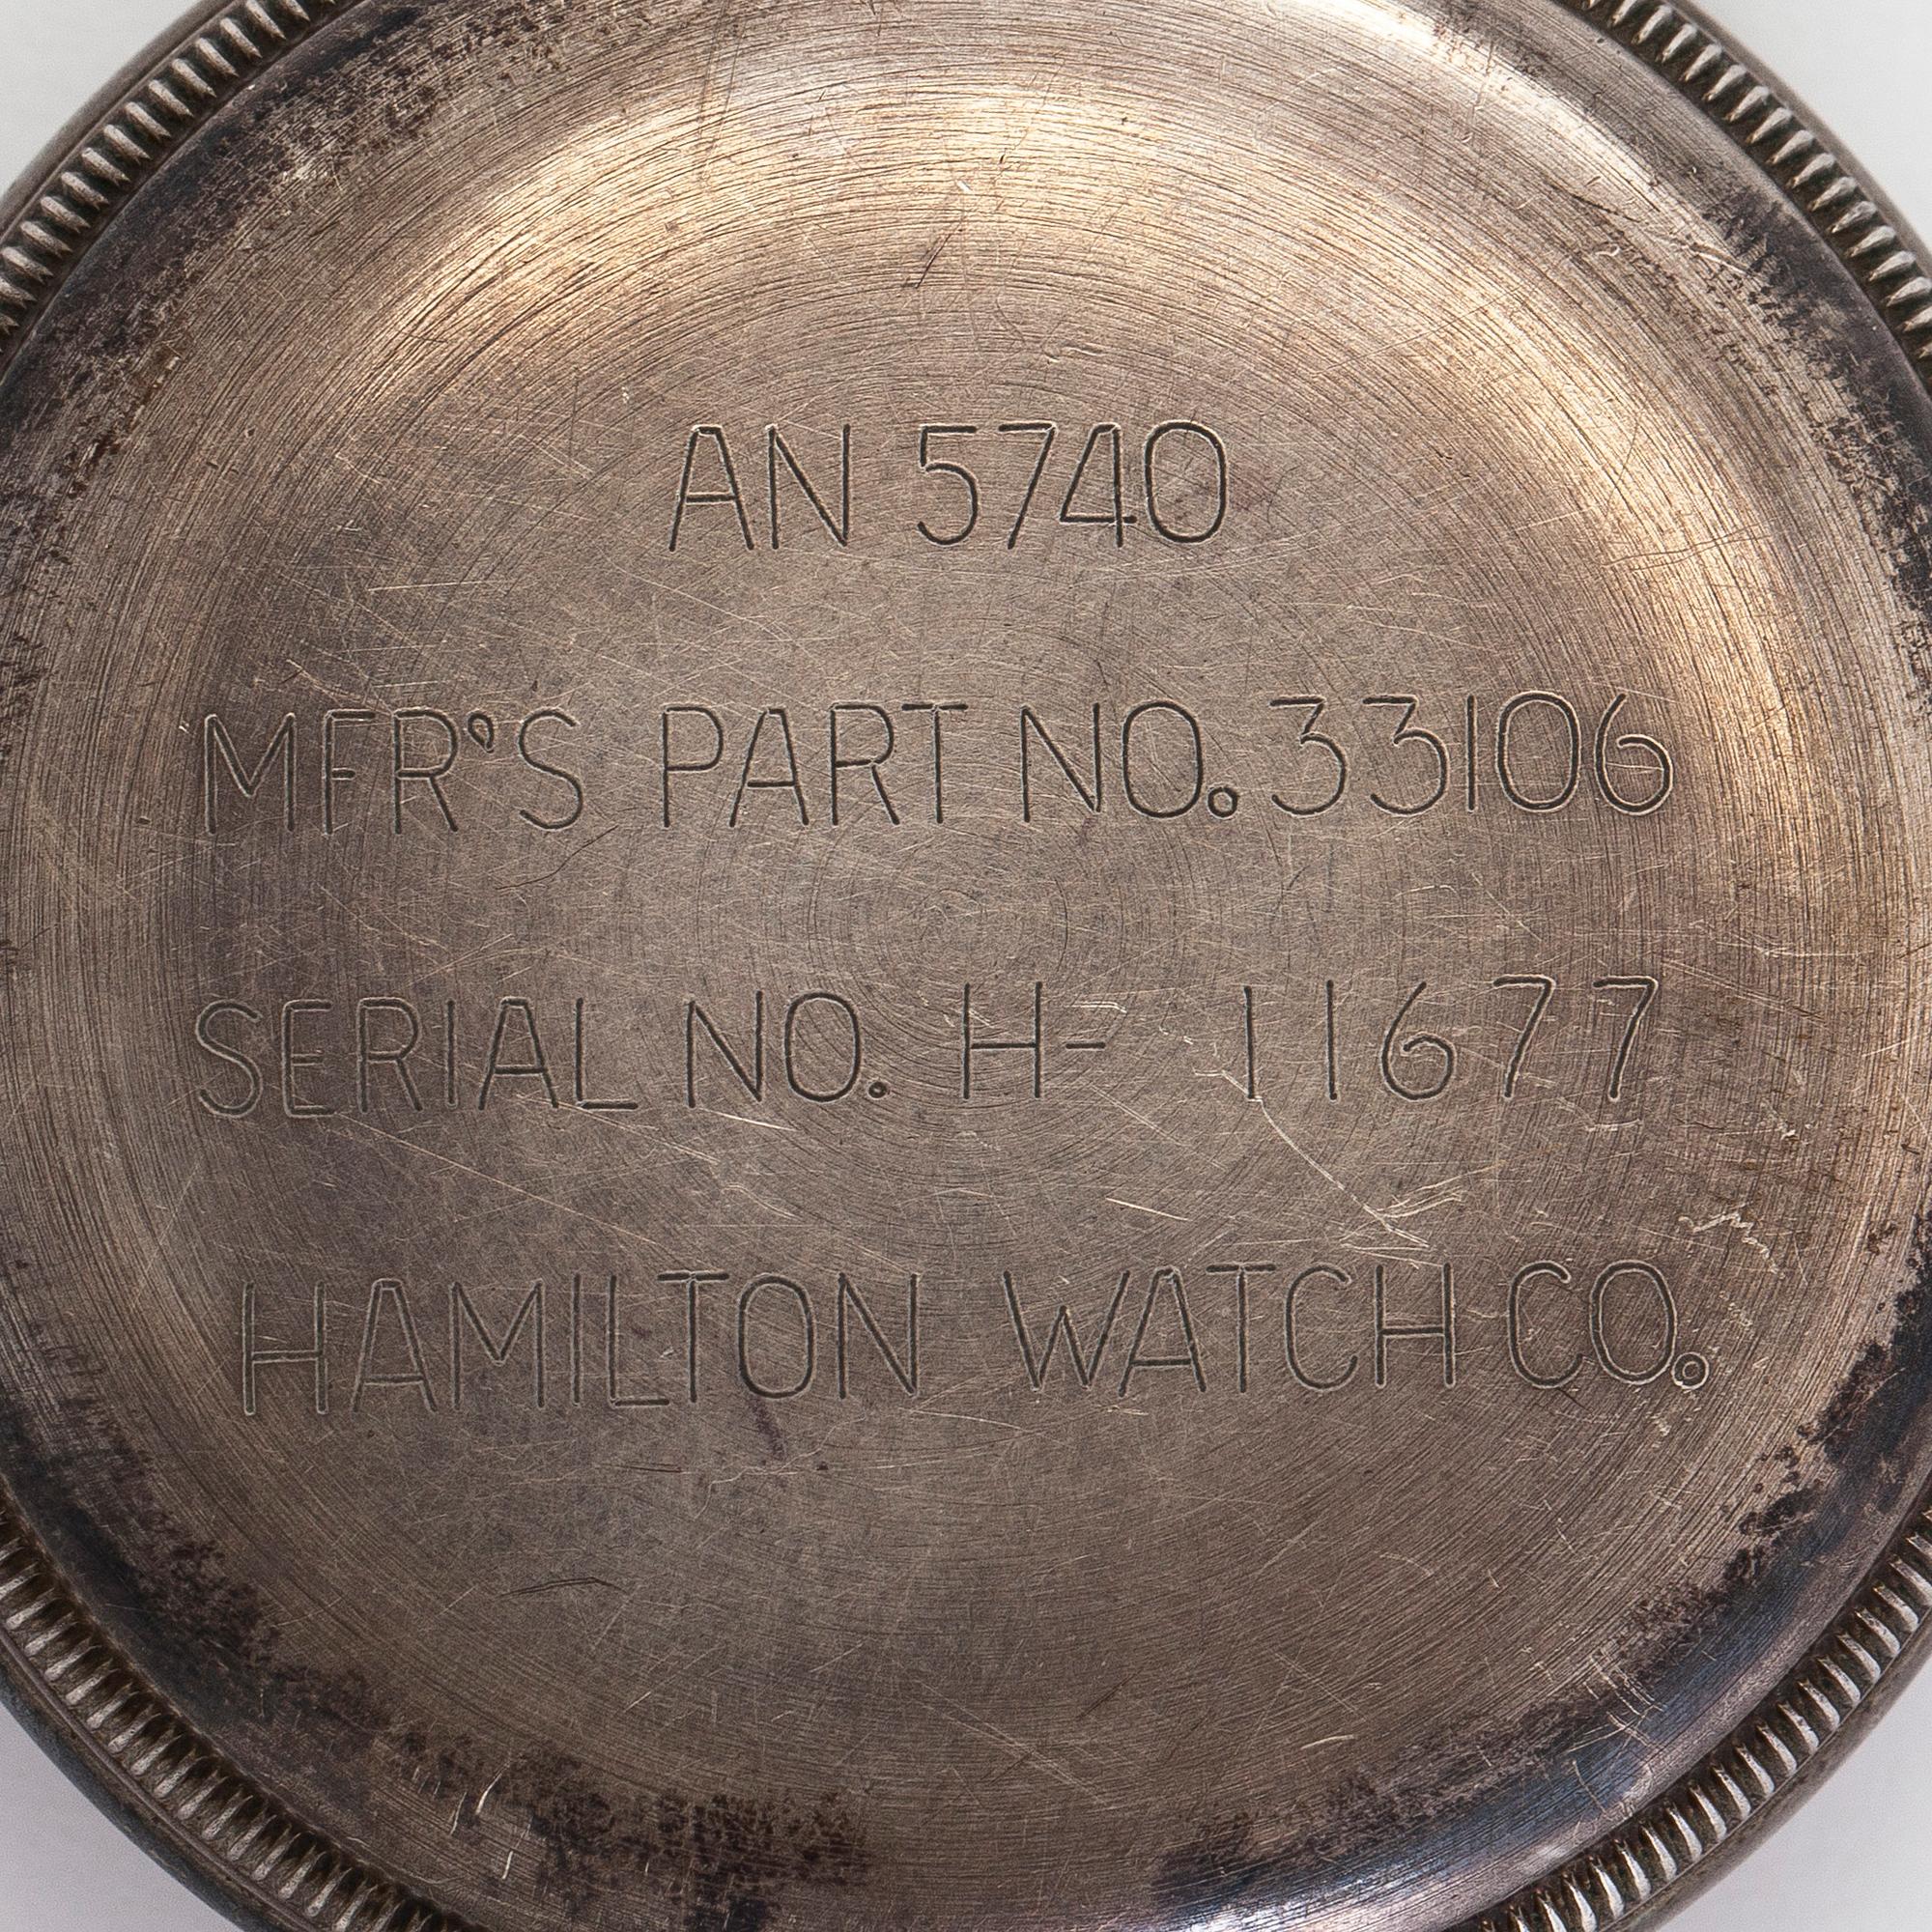 AN 5740
MFR'S PART NO. 33106
SERIAL NO. H- 11677
HAMILTON WATCH CO.